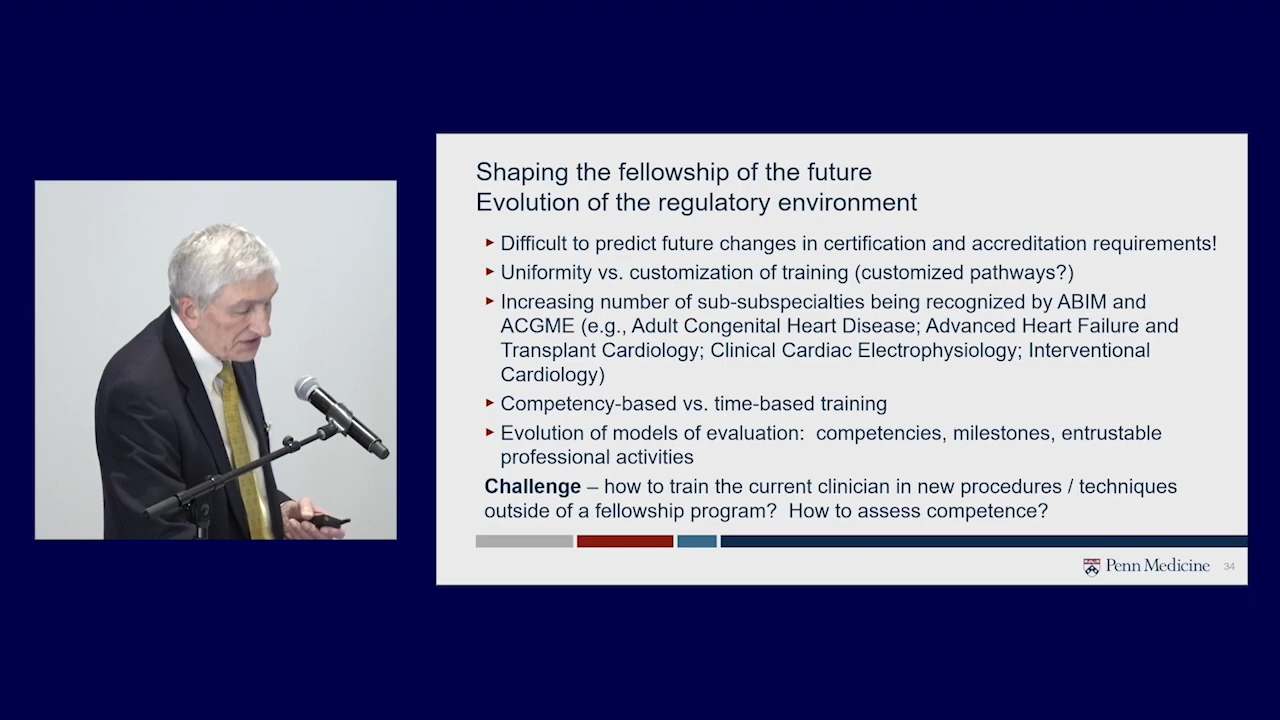 Shaping the fellowship of the future
Evolution of the regulatory environment
Difficult to predict future changes in certification and accreditation requirements!
Uniformity vs. customization of training (customized pathways?)
Increasing number of sub-subspecialties being recognized by ABIM and
ACGME (e.g., Adult Congenital Heart Disease; Advanced Heart Failure and
Transplant Cardiology; Clinical Cardiac Electrophysiology; Interventional
Cardiology)
Competency-based vs. time-based training
Evolution of models of evaluation:  competencies, milestones, entrustable
professional activities
Challenge – how to train the current clinician in new procedures / techniques
outside of a fellowship program?  How to assess competence?
Penn Medicine
34